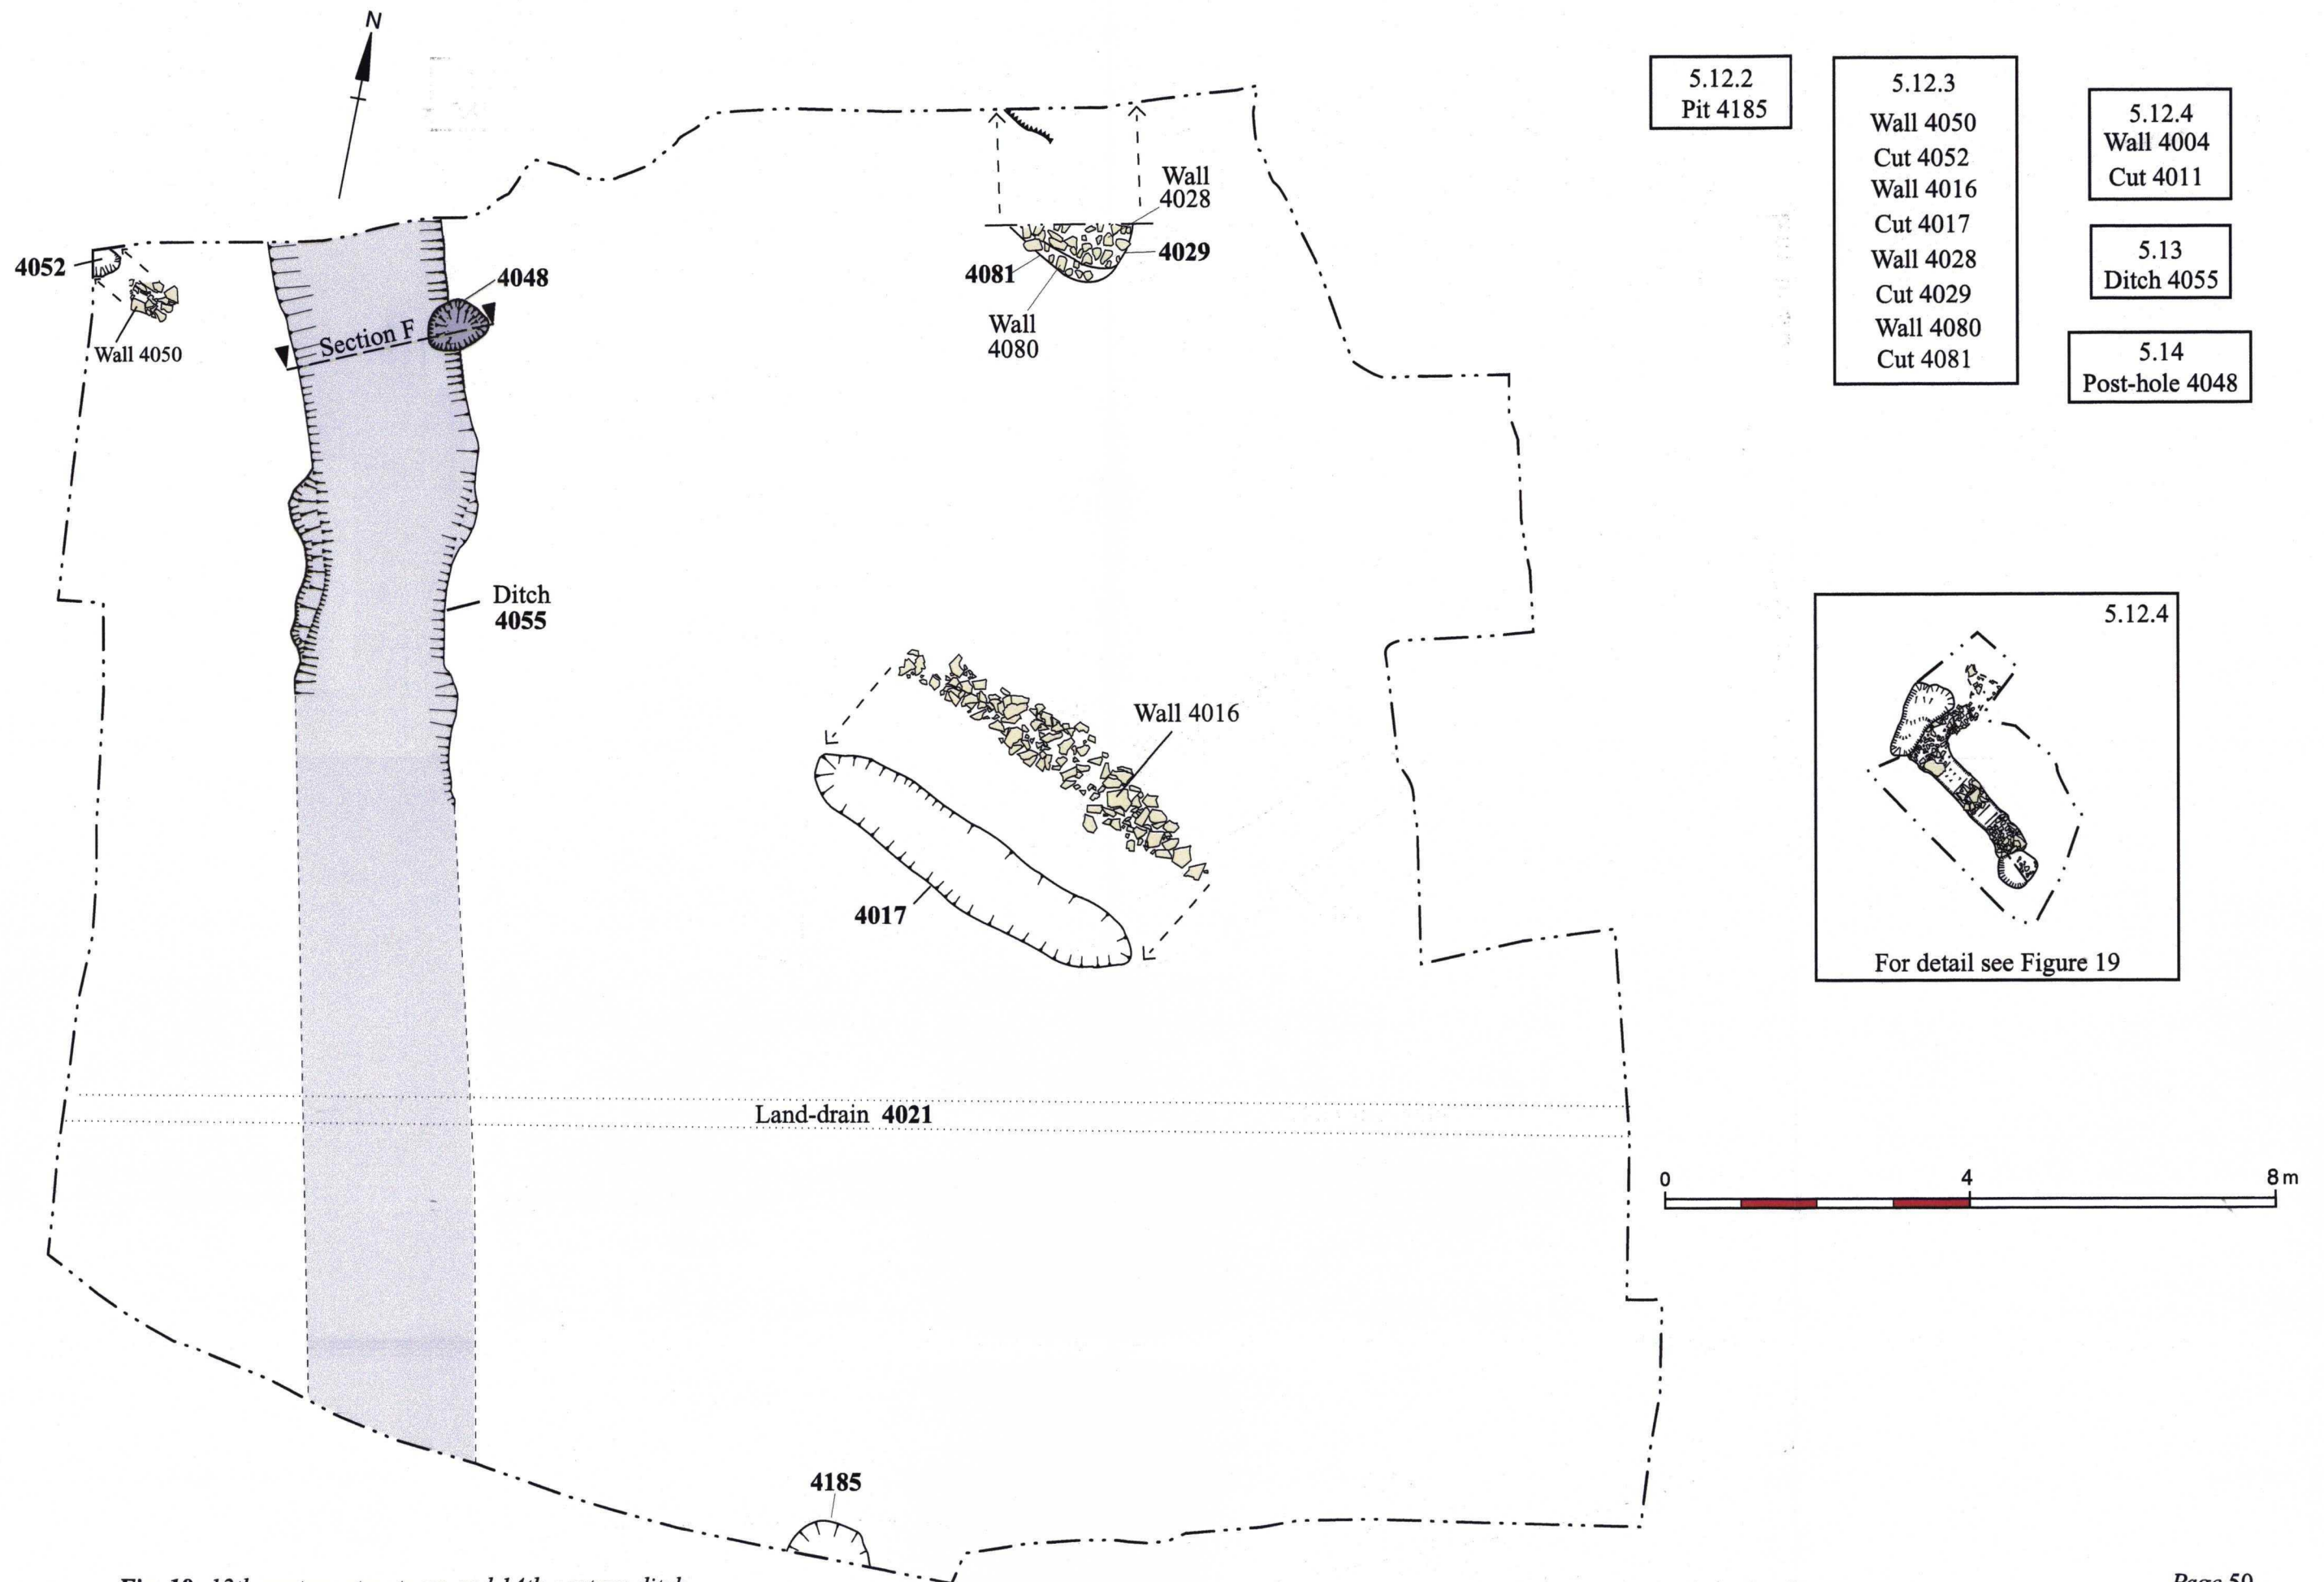 N
4052
Wall 4050
Section F
4048
Ditch
4055
Wall
4028
4029
4081
Wall
4080
Wall 4016
4017
Land-drain 4021
4185
5.12.2
Pit 4185
5.12.3
Wall 4050
Cut 4052
Wall 4016
Cut 4017
Wall 4028
Cut 4029
Wall 4080
Cut 4081
5.12.4
Wall 4004
Cut 4011
5.13
Ditch 4055
5.14
Post-hole 4048
5.12.4
For detail see Figure 19
0 4 8 m
Page 50